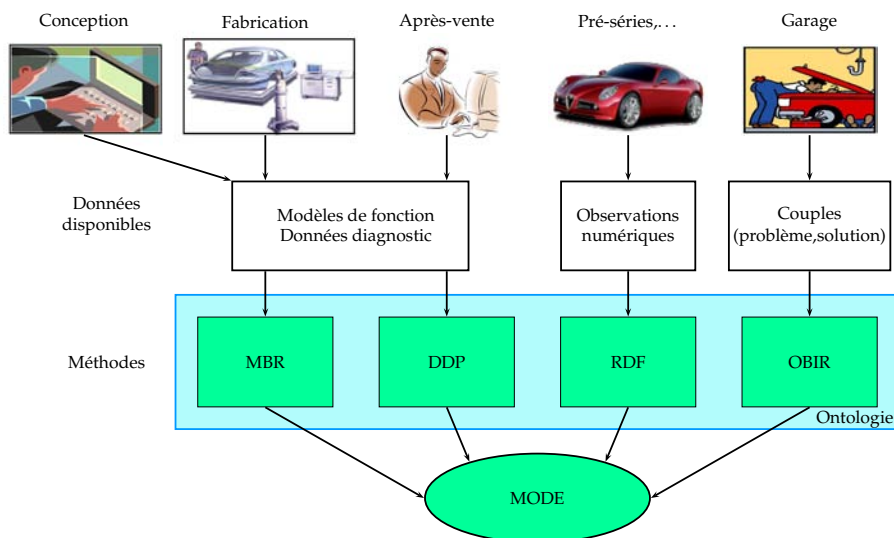 Conception
Fabrication
Après-vente
Pré-séries,...
Garage
Données
disponibles
Modèles de fonction
Données diagnostic
Observations
numériques
Couples
(problème,solution)
Méthodes
MBR
DDP
RDF
OBIR
Ontologie
MODE